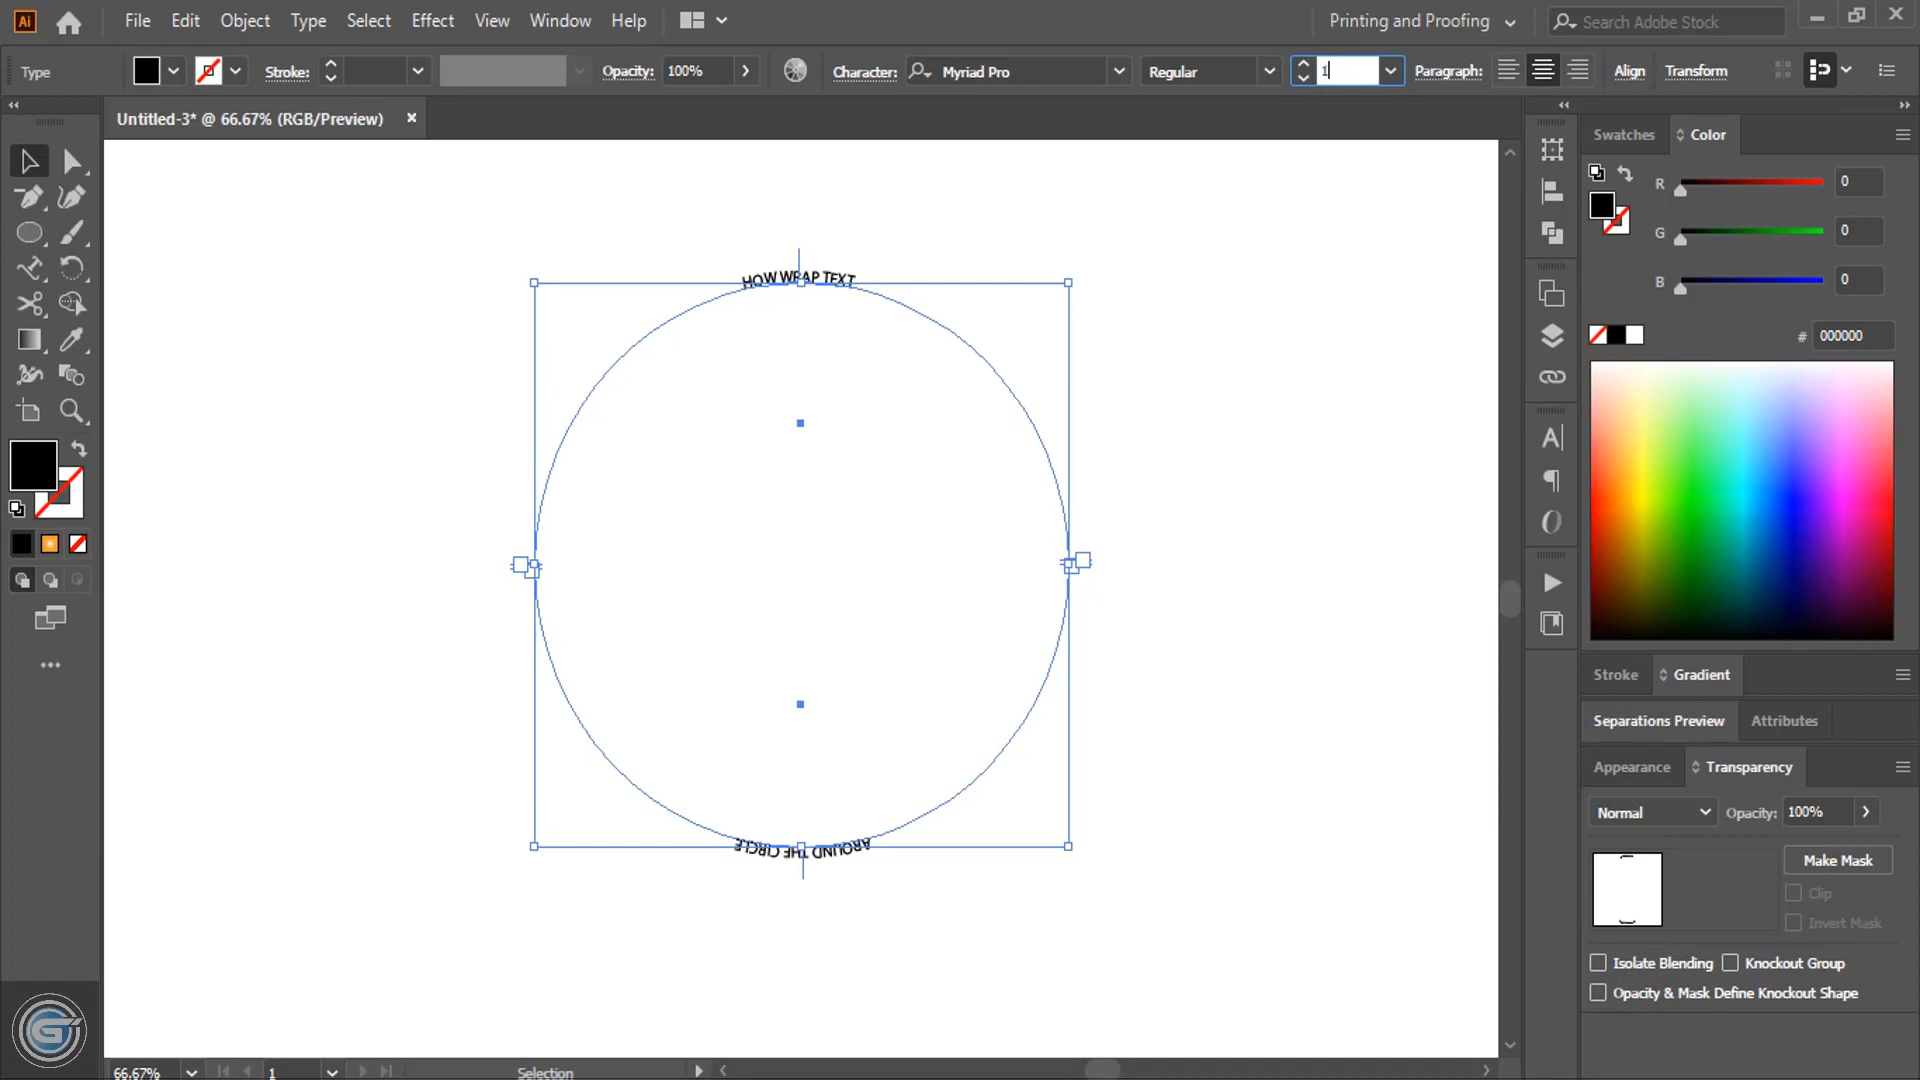 Ai File Edit Object Type Select Effect View Window Help Printing and Proofing Search Adobe Stock
Type Stroke: Opacity: 100% Character: Myriad Pro Regular 1 Paragraph: Align Transform
Untitled-3* @ 66.67% (RGB/Preview) ×
Swatches Color
R 0
G 0
B 0
# 000000
HOW WRAP TEXT
AROUND THE CIRCLE
Stroke Gradient
Separations Preview Attributes
Appearance Transparency
Normal Opacity: 100%
Make Mask
Clip
Invert Mask
Isolate Blending Knockout Group
Opacity & Mask Define Knockout Shape
66.67% 1 Selection